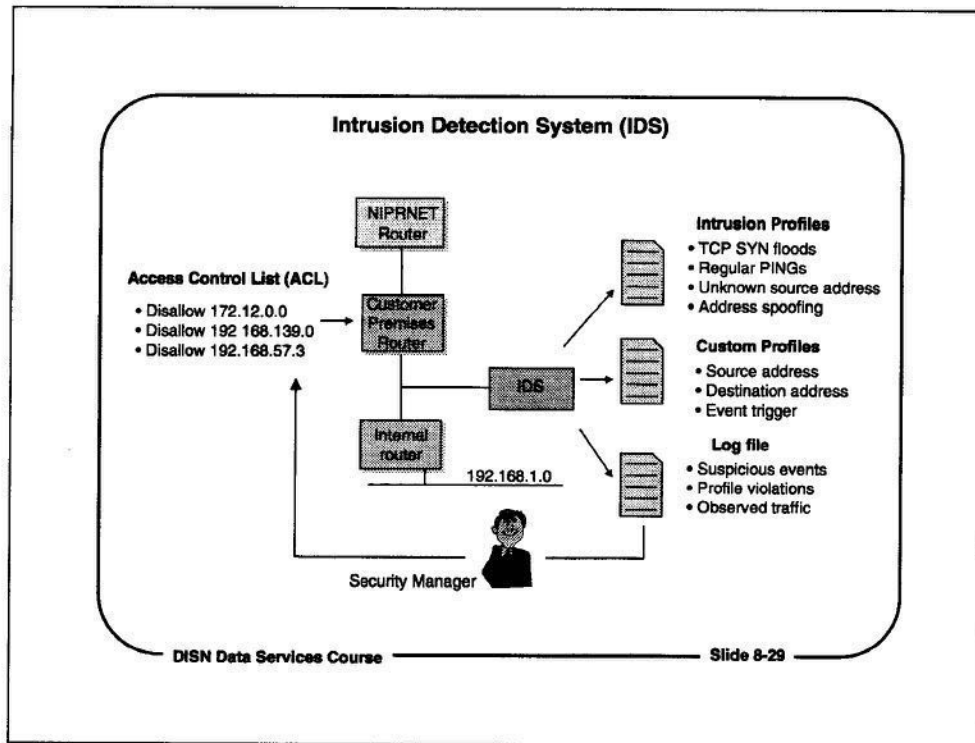 Intrusion Detection System (IDS)
NIPRNET
Router
Access Control List (ACL)
• Disallow 172.12.0.0
• Disallow 192 168.139.0
• Disallow 192.168.57.3
Customer
Premises
Router
IDS
Internal
router
192.168.1.0
Intrusion Profiles
• TCP SYN floods
• Regular PINGs
• Unknown source address
• Address spoofing
Custom Profiles
• Source address
• Destination address
• Event trigger
Log file
• Suspicious events
• Profile violations
• Observed traffic
Security Manager
DISN Data Services Course
Slide 8-29